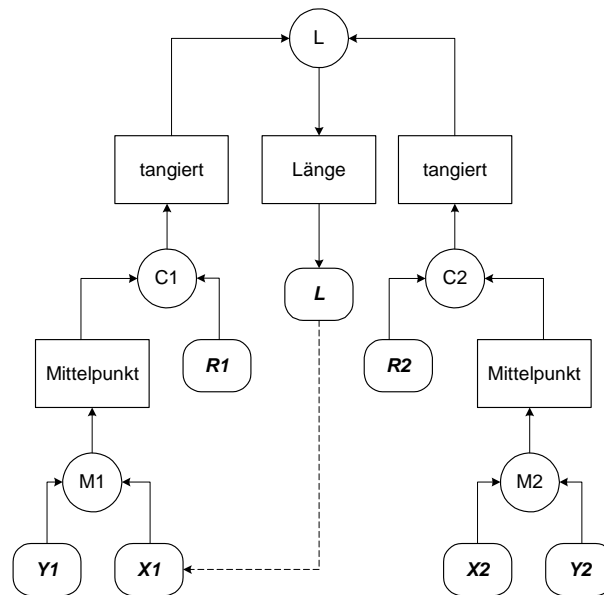 L
tangiert
Länge
tangiert
C1
L
C2
R1
R2
Mittelpunkt
Mittelpunkt
M1
M2
Y1
X1
X2
Y2